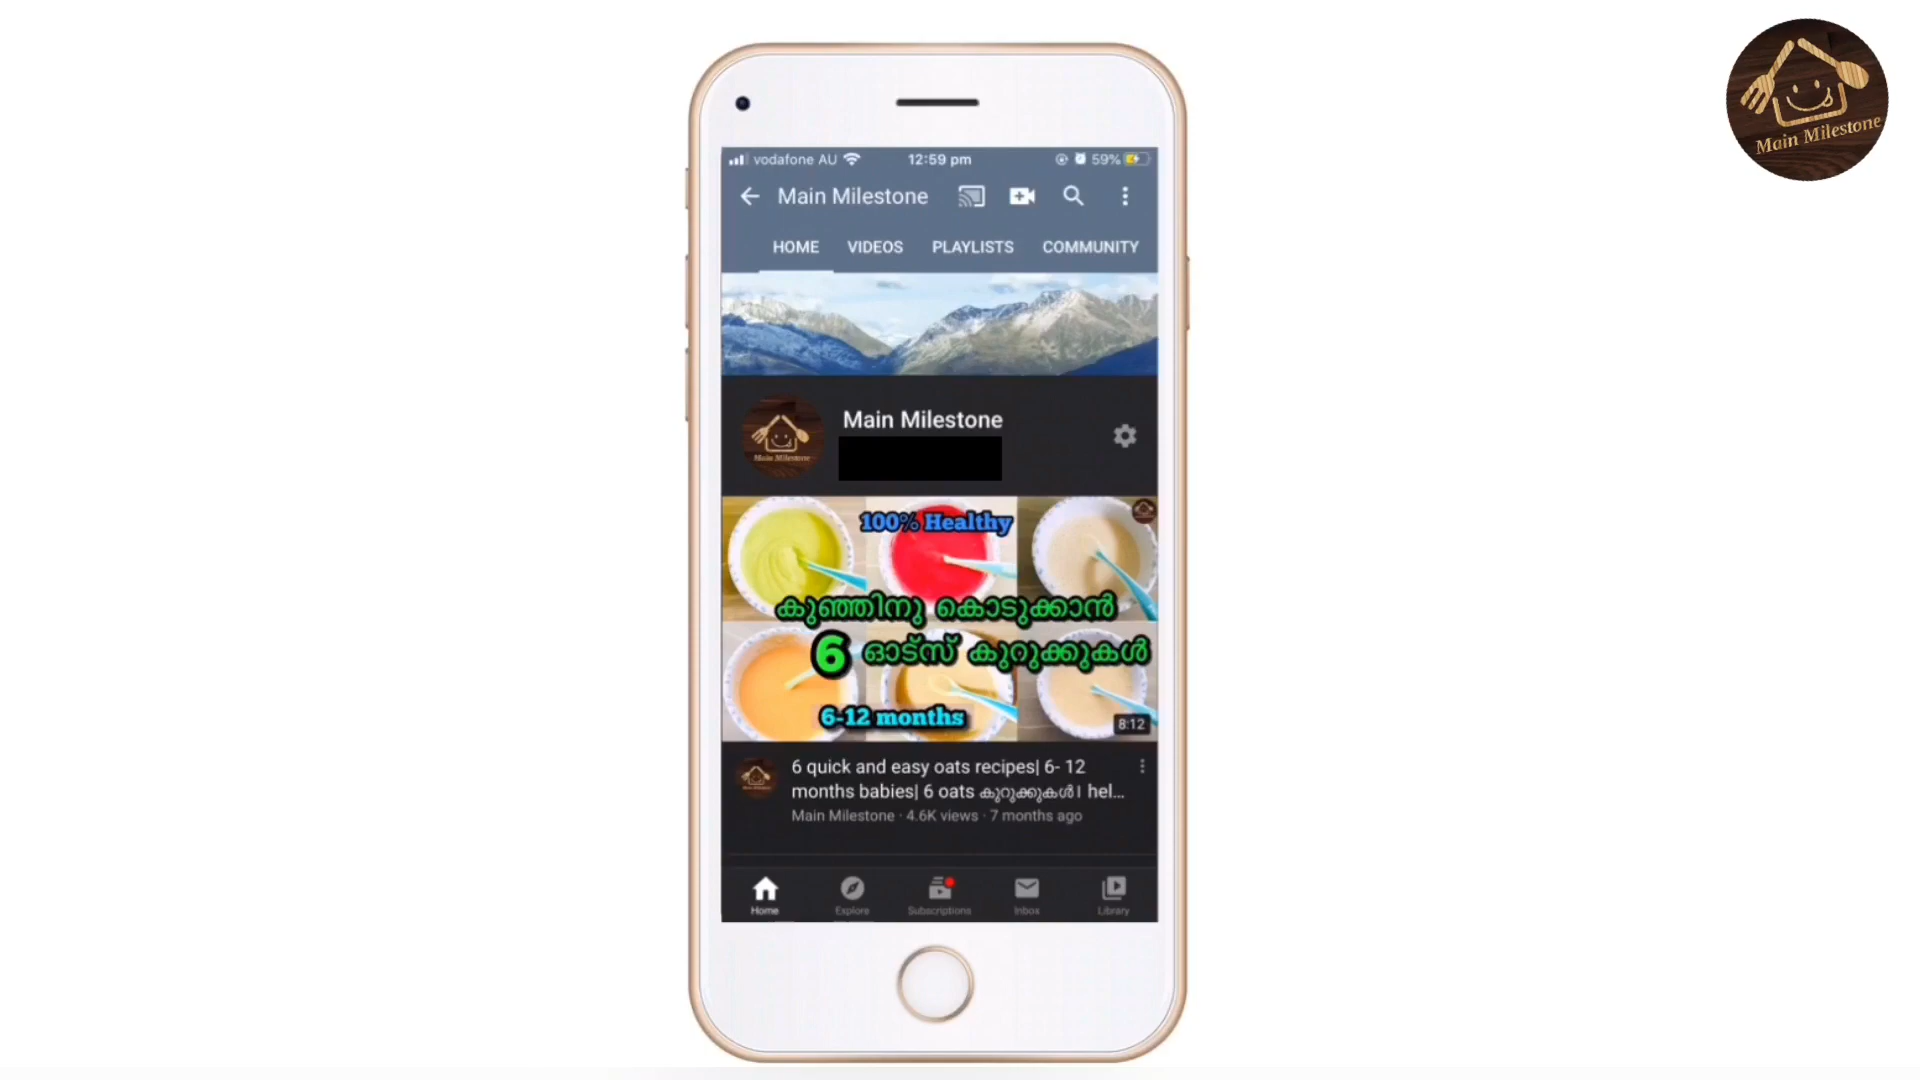 Main Milestone
vodafone AU 12:59 pm 59%
Main Milestone
HOME VIDEOS PLAYLISTS COMMUNITY
Main Milestone
Main Milestone
100% Healthy
കുഞ്ഞിനു കൊടുക്കാൻ
6 ഓട്സ് കുറുക്കുകൾ
6-12 months
8:12
6 quick and easy oats recipes| 6- 12
months babies| 6 oats കുറുക്കുകൾ। hel...
Main Milestone · 4.6K views · 7 months ago
Home Explore Subscriptions Inbox Library